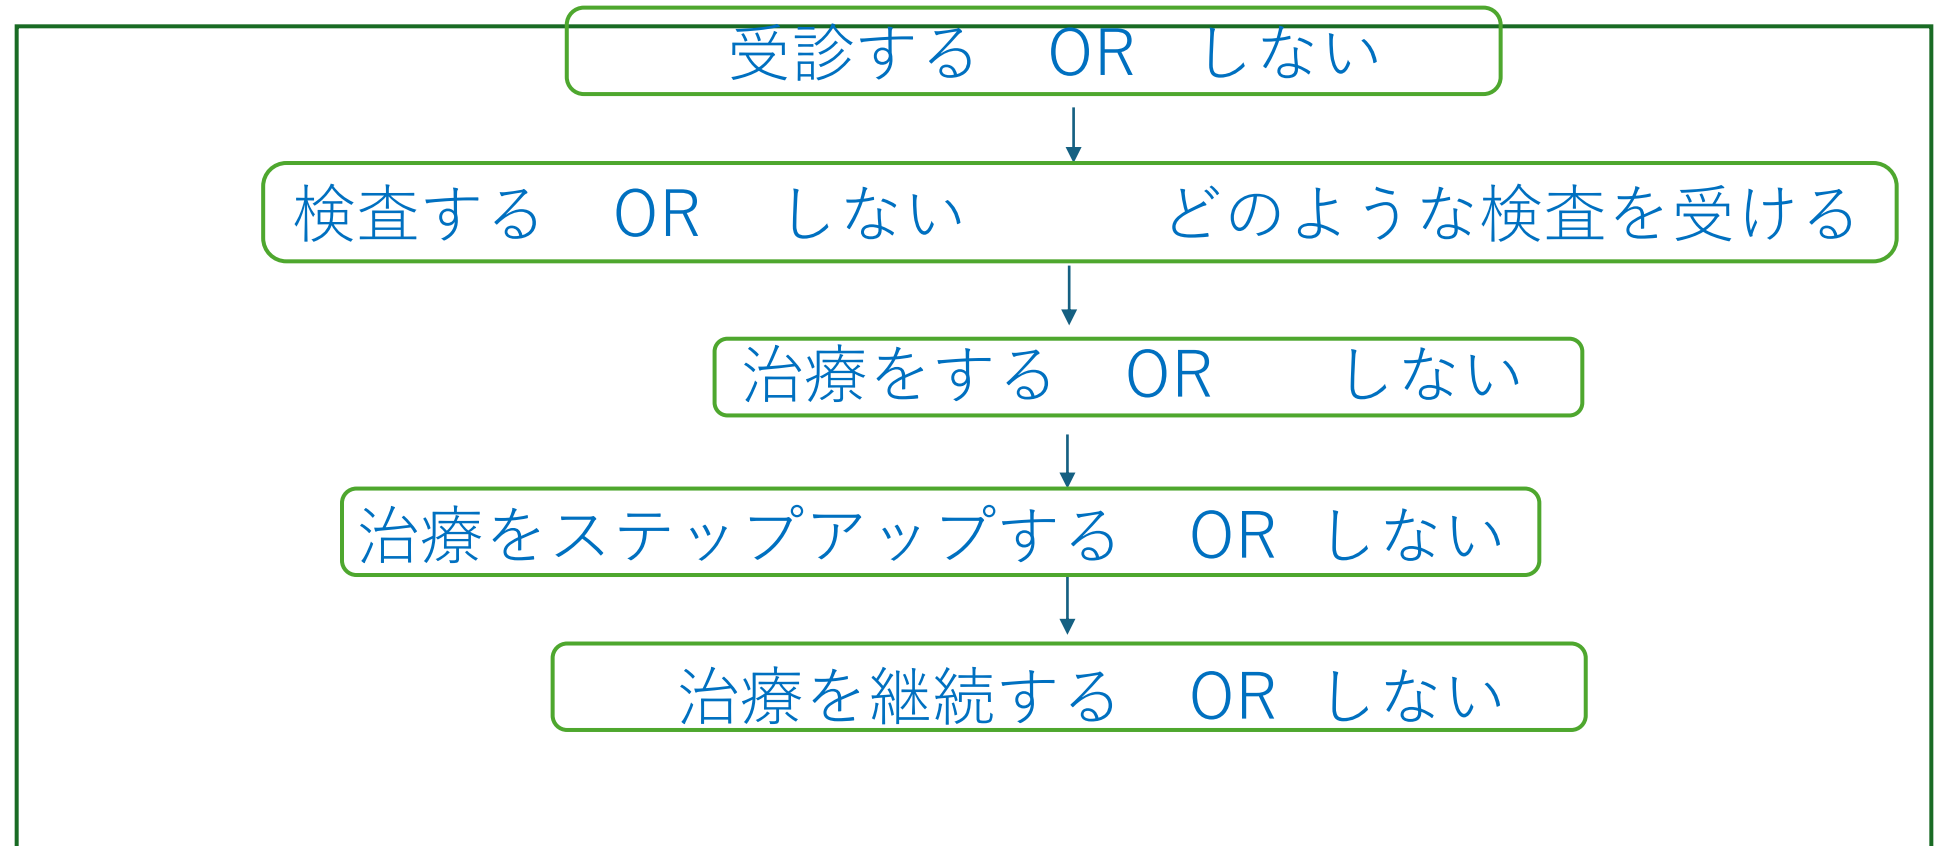 受診する　OR　しない
検査する　OR　しない　　　どのような検査を受ける
治療をする　OR　　しない
治療をステップアップする　OR　しない
治療を継続する　OR　しない